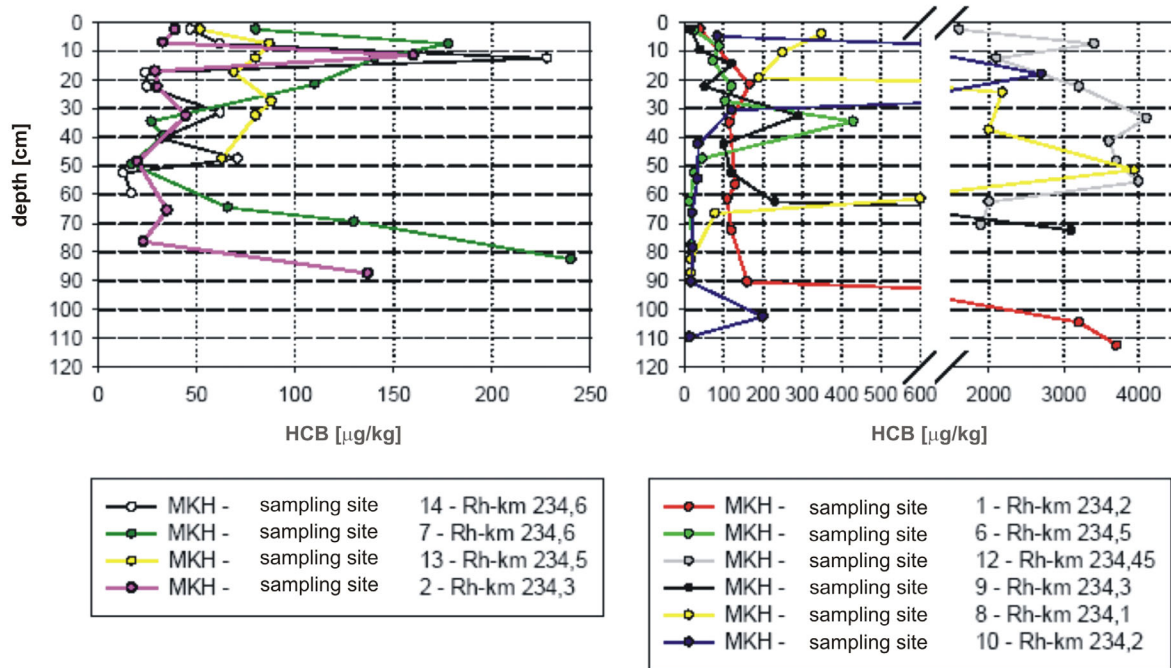 depth [cm]
0
10
20
30
40
50
60
70
80
90
100
110
120
0 50 100 150 200 250
HCB [µg/kg]
0
10
20
30
40
50
60
70
80
90
100
110
120
0 100 200 300 400 500 600 2000 3000 4000
HCB [µg/kg]
MKH - sampling site 14 - Rh-km 234,6
MKH - sampling site 7 - Rh-km 234,6
MKH - sampling site 13 - Rh-km 234,5
MKH - sampling site 2 - Rh-km 234,3
MKH - sampling site 1 - Rh-km 234,2
MKH - sampling site 6 - Rh-km 234,5
MKH - sampling site 12 - Rh-km 234,45
MKH - sampling site 9 - Rh-km 234,3
MKH - sampling site 8 - Rh-km 234,1
MKH - sampling site 10 - Rh-km 234,2